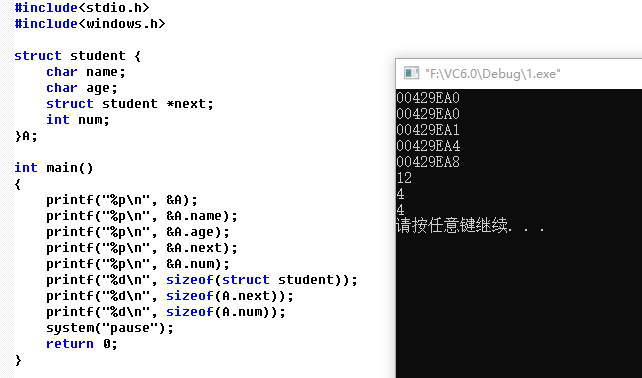 #include<stdio.h>
#include<windows.h>
struct student {
    char name;
    char age;
    struct student *next;
    int num;
}A;
int main()
{
    printf("%p\n", &A);
    printf("%p\n", &A.name);
    printf("%p\n", &A.age);
    printf("%p\n", &A.next);
    printf("%p\n", &A.num);
    printf("%d\n", sizeof(struct student));
    printf("%d\n", sizeof(A.next));
    printf("%d\n", sizeof(A.num));
    system("pause");
    return 0;
}
"F:\VC6.0\Debug\1.exe"
00429EA0
00429EA0
00429EA1
00429EA4
00429EA8
12
4
4
请按任意键继续. . .